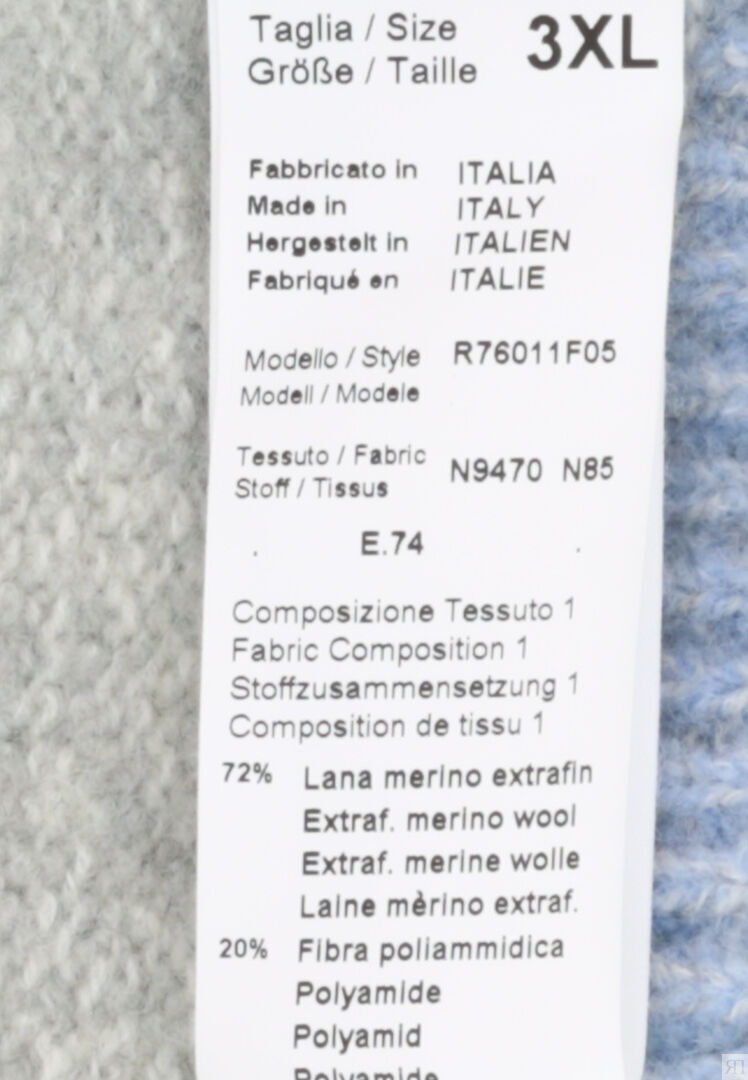 Taglia / Size 3XL
Größe / Taille
Fabbricato in ITALIA
Made in ITALY
Hergestelt in ITALIEN
Fabriqué en ITALIE
Modello / Style R76011F05
Modell / Modele
Tessuto / Fabric N9470 N85
Stoff / Tissus
E.74
Composizione Tessuto 1
Fabric Composition 1
Stoffzusammensetzung 1
Composition de tissu 1
72% Lana merino extrafin
Extraf. merino wool
Extraf. merine wolle
Laine mèrino extraf.
20% Fibra poliammidica
Polyamide
Polyamid
Polyamide